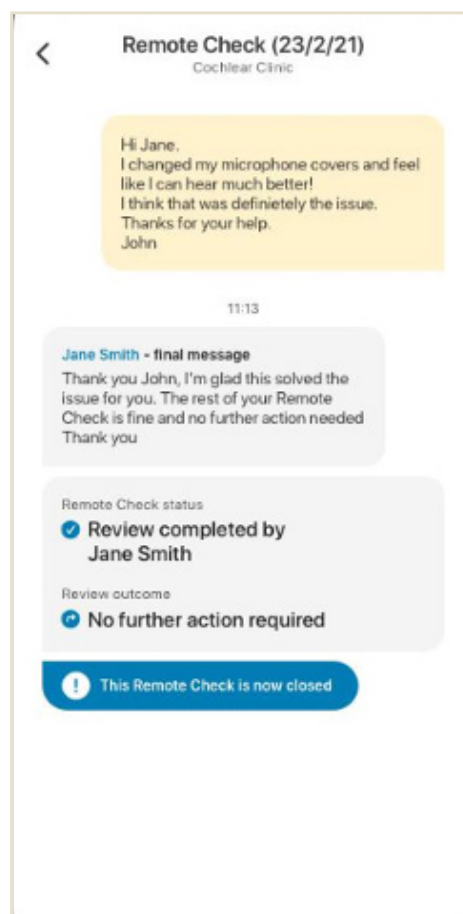 Remote Check (23/2/21)
Cochlear Clinic
Hi Jane.
I changed my microphone covers and feel
like I can hear much better!
I think that was definietely the issue.
Thanks for your help.
John
11:13
Jane Smith - final message
Thank you John, I'm glad this solved the
issue for you. The rest of your Remote
Check is fine and no further action needed
Thank you
Remote Check status
Review completed by
Jane Smith
Review outcome
No further action required
This Remote Check is now closed